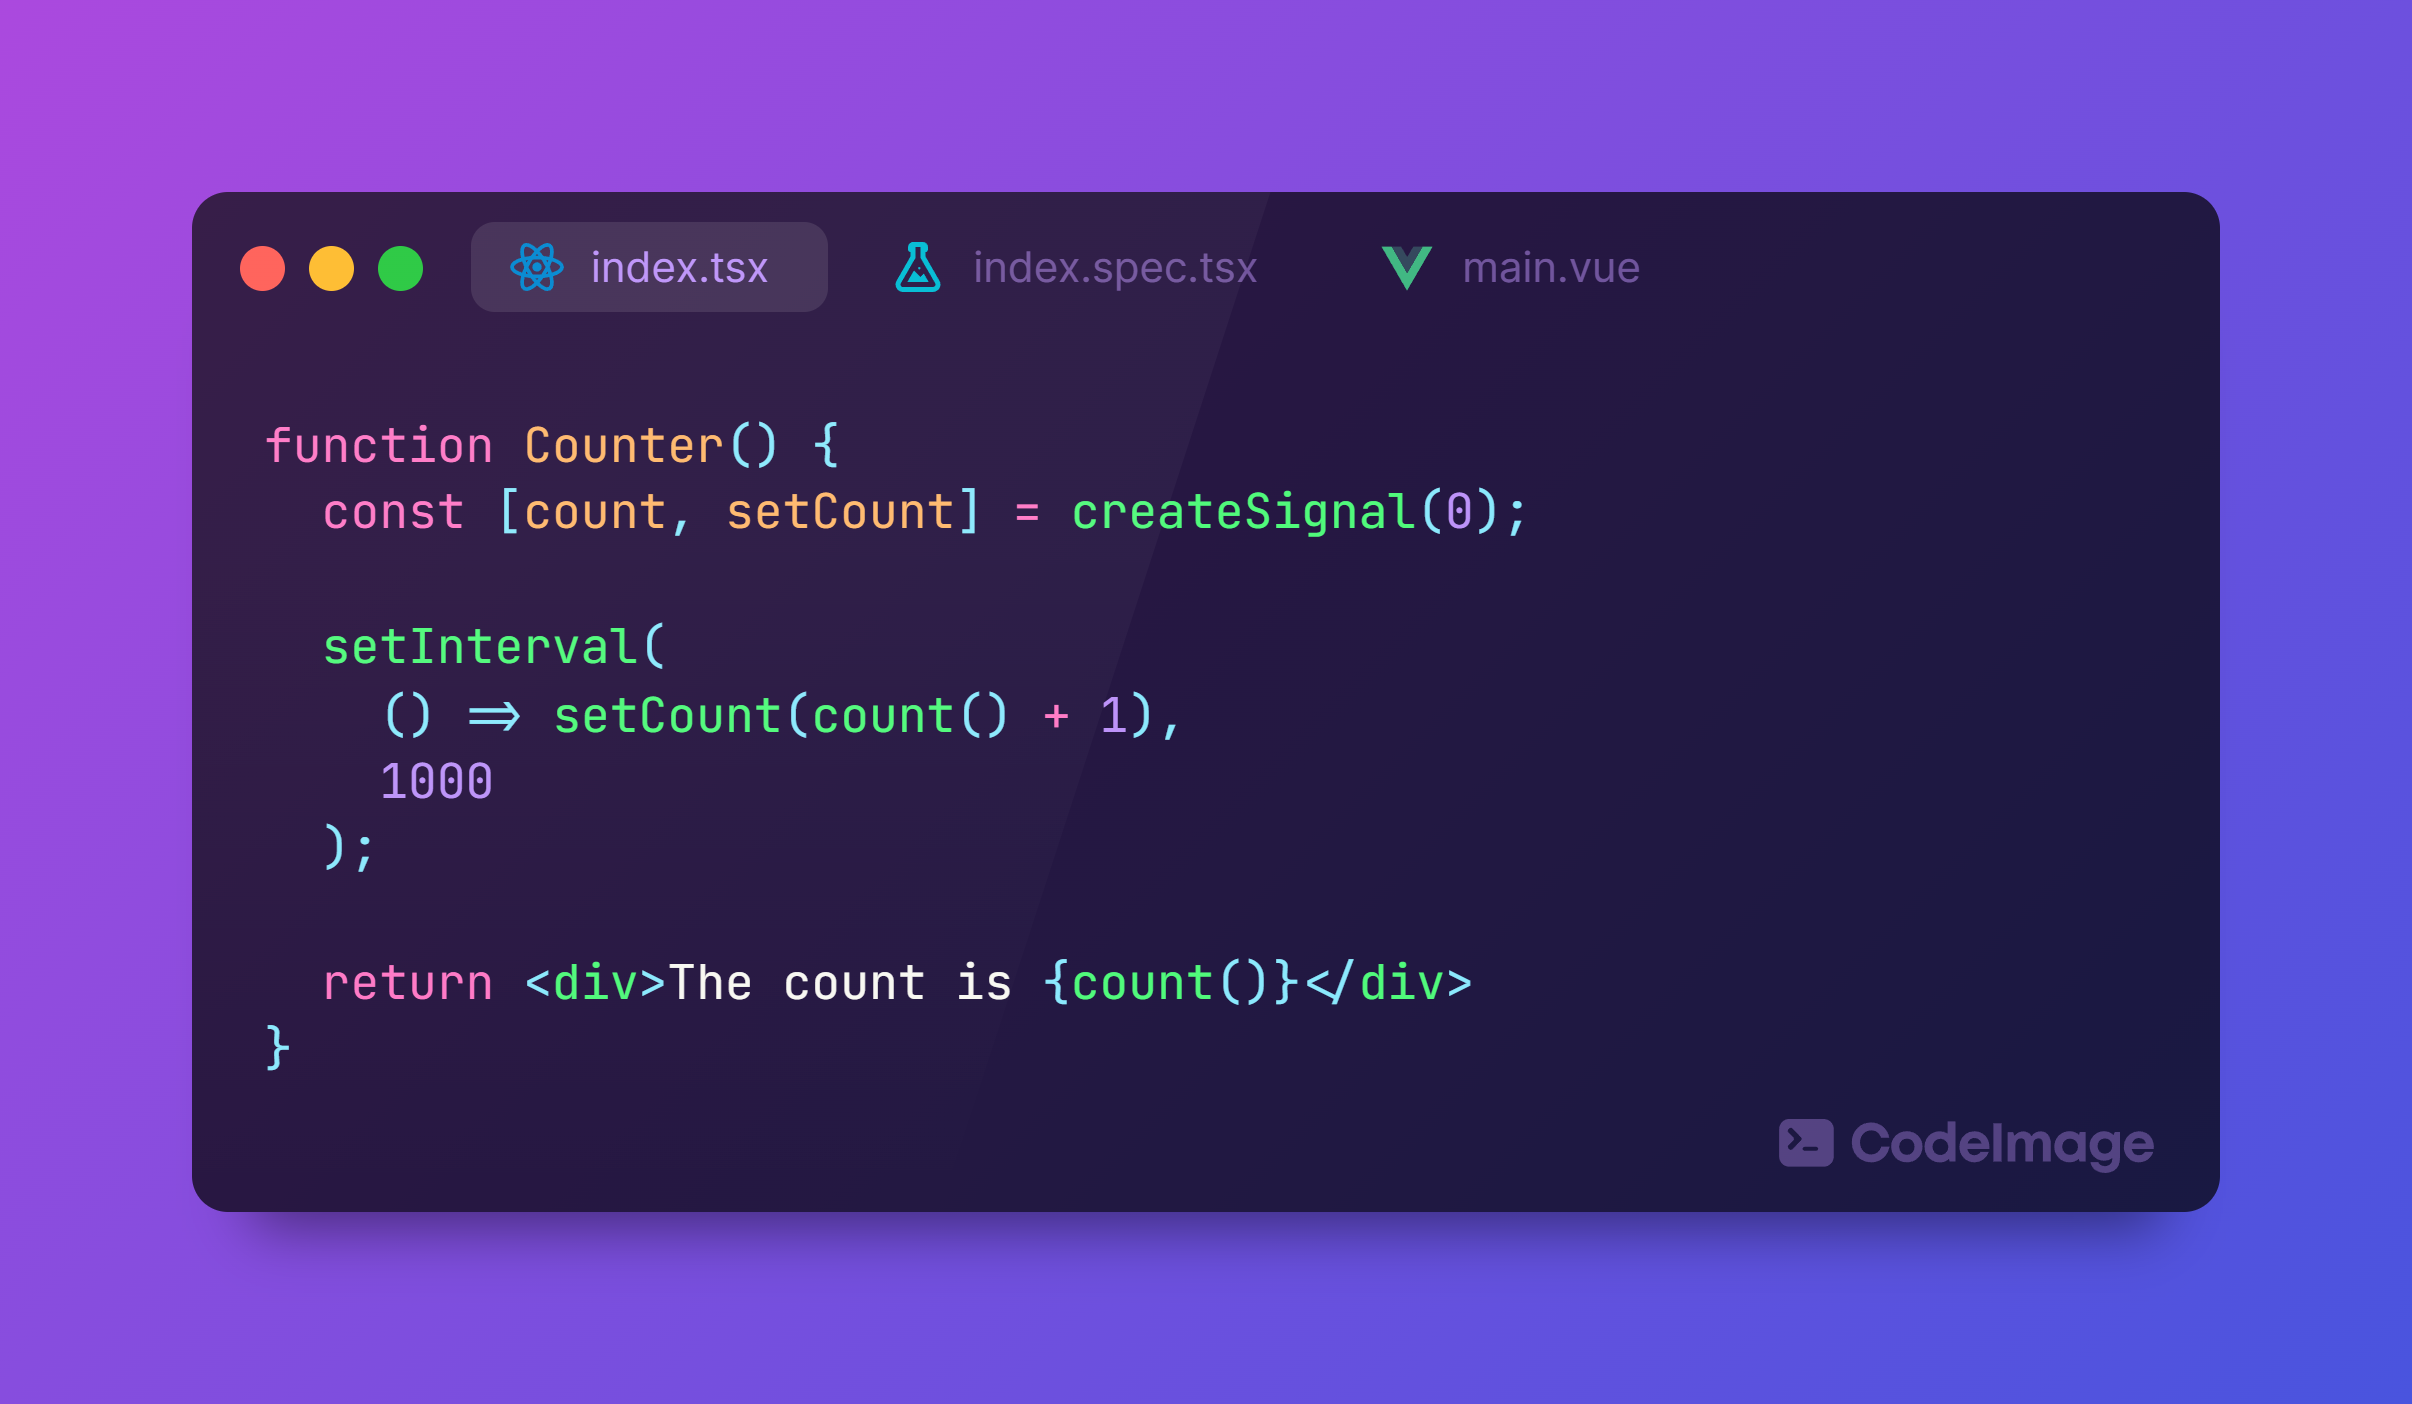 index.tsx index.spec.tsx main.vue
function Counter() {
  const [count, setCount] = createSignal(0);
  setInterval(
    () => setCount(count() + 1),
    1000
  );
  return <div>The count is {count()}</div>
}
CodeImage